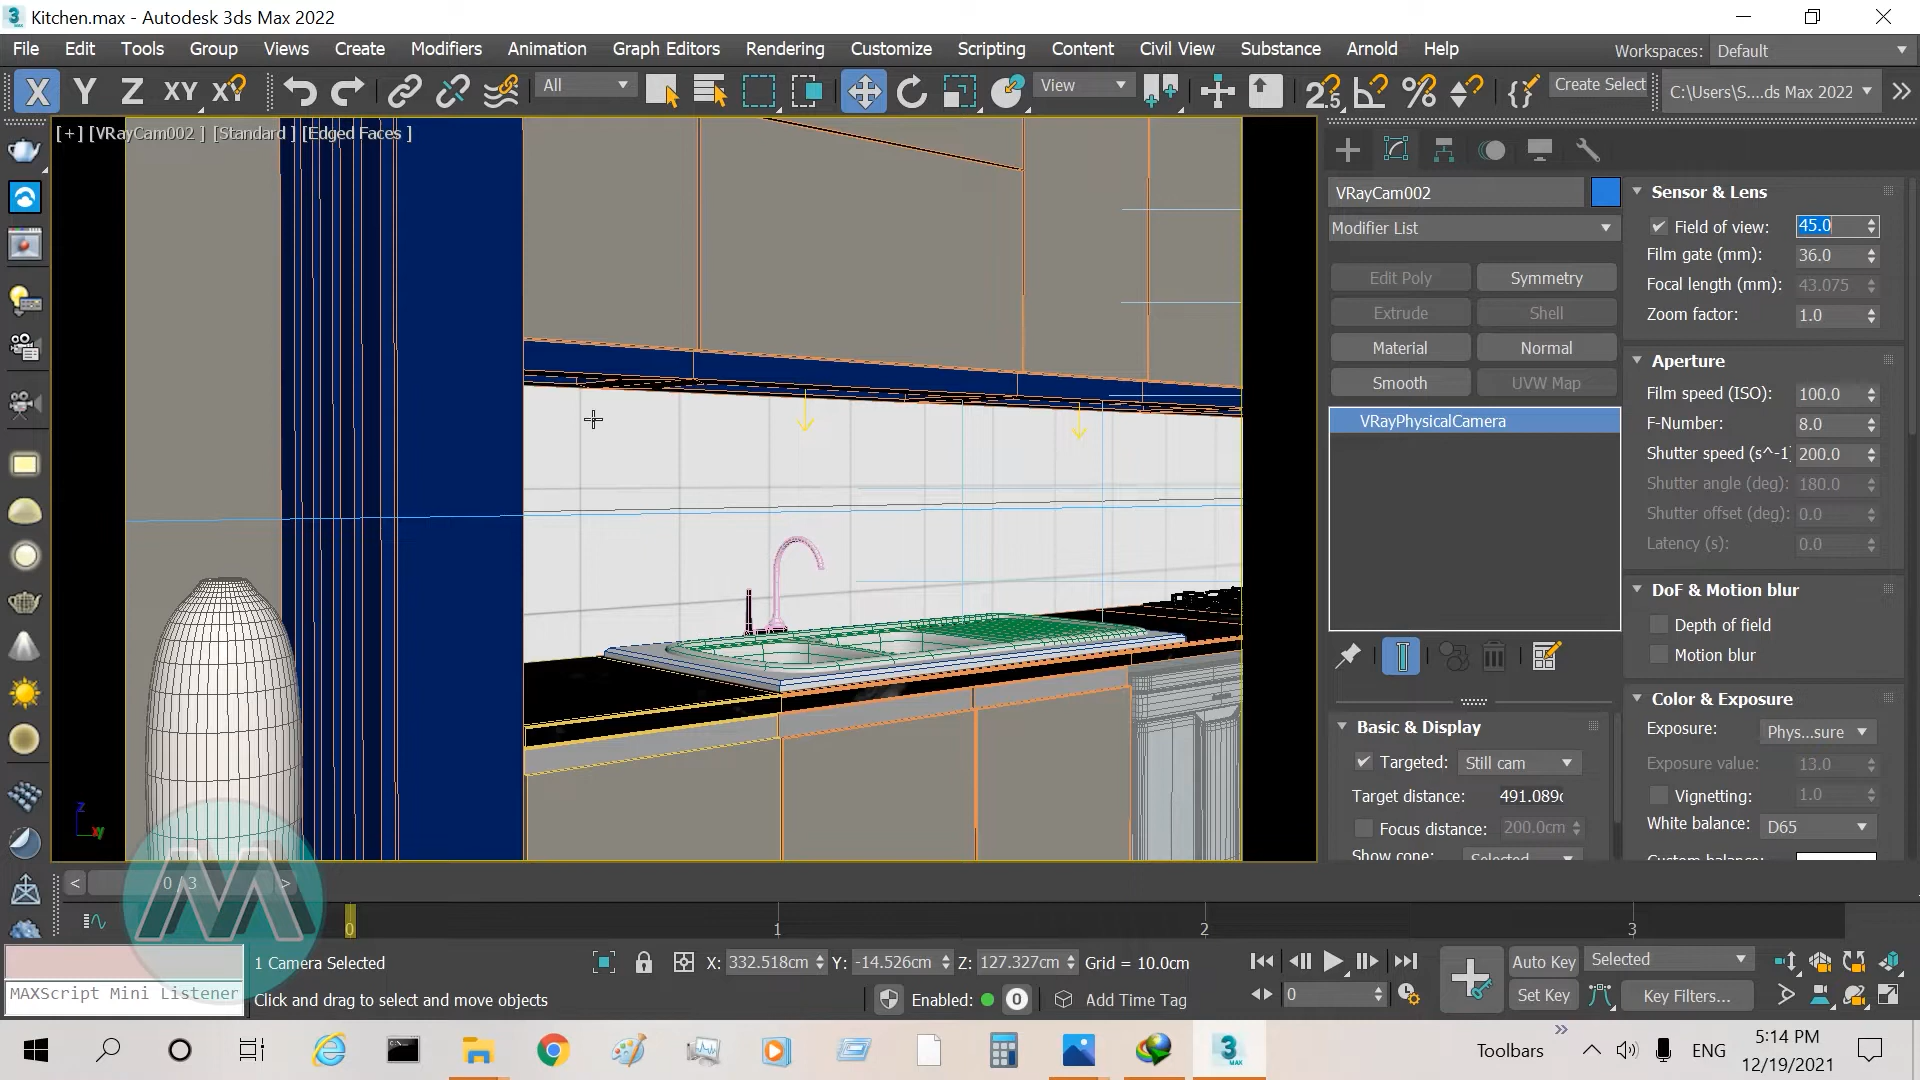 Kitchen.max - Autodesk 3ds Max 2022
File Edit Tools Group Views Create Modifiers Animation Graph Editors Rendering Customize Scripting Content Civil View Substance Arnold Help Workspaces: Default
X Y Z XY XY All View 2.5 Create Select C:\Users\S....ds Max 2022
[+] [VRayCam002 ] [Standard ] [Edged Faces ]
VRayCam002
Modifier List
Edit Poly Symmetry
Extrude Shell
Material Normal
Smooth UVW Map
VRayPhysicalCamera
Basic & Display
Targeted: Still cam
Target distance: 491.089c
Focus distance: 200.0cm
Show cone: Selected
Sensor & Lens
Field of view: 45.0
Film gate (mm): 36.0
Focal length (mm): 43.075
Zoom factor: 1.0
Aperture
Film speed (ISO): 100.0
F-Number: 8.0
Shutter speed (s^-1 200.0
Shutter angle (deg): 180.0
Shutter offset (deg): 0.0
Latency (s): 0.0
DoF & Motion blur
Depth of field
Motion blur
Color & Exposure
Exposure: Phys...sure
Exposure value: 13.0
Vignetting: 1.0
White balance: D65
z
xy
< 0 / 3 >
0 1 2 3
1 Camera Selected X: 332.518cm Y: -14.526cm Z: 127.327cm Grid = 10.0cm Auto Key Selected
MAXScript Mini Listener Click and drag to select and move objects Enabled: 0 Add Time Tag 0 Set Key Key Filters...
Toolbars ENG 5:14 PM
12/19/2021